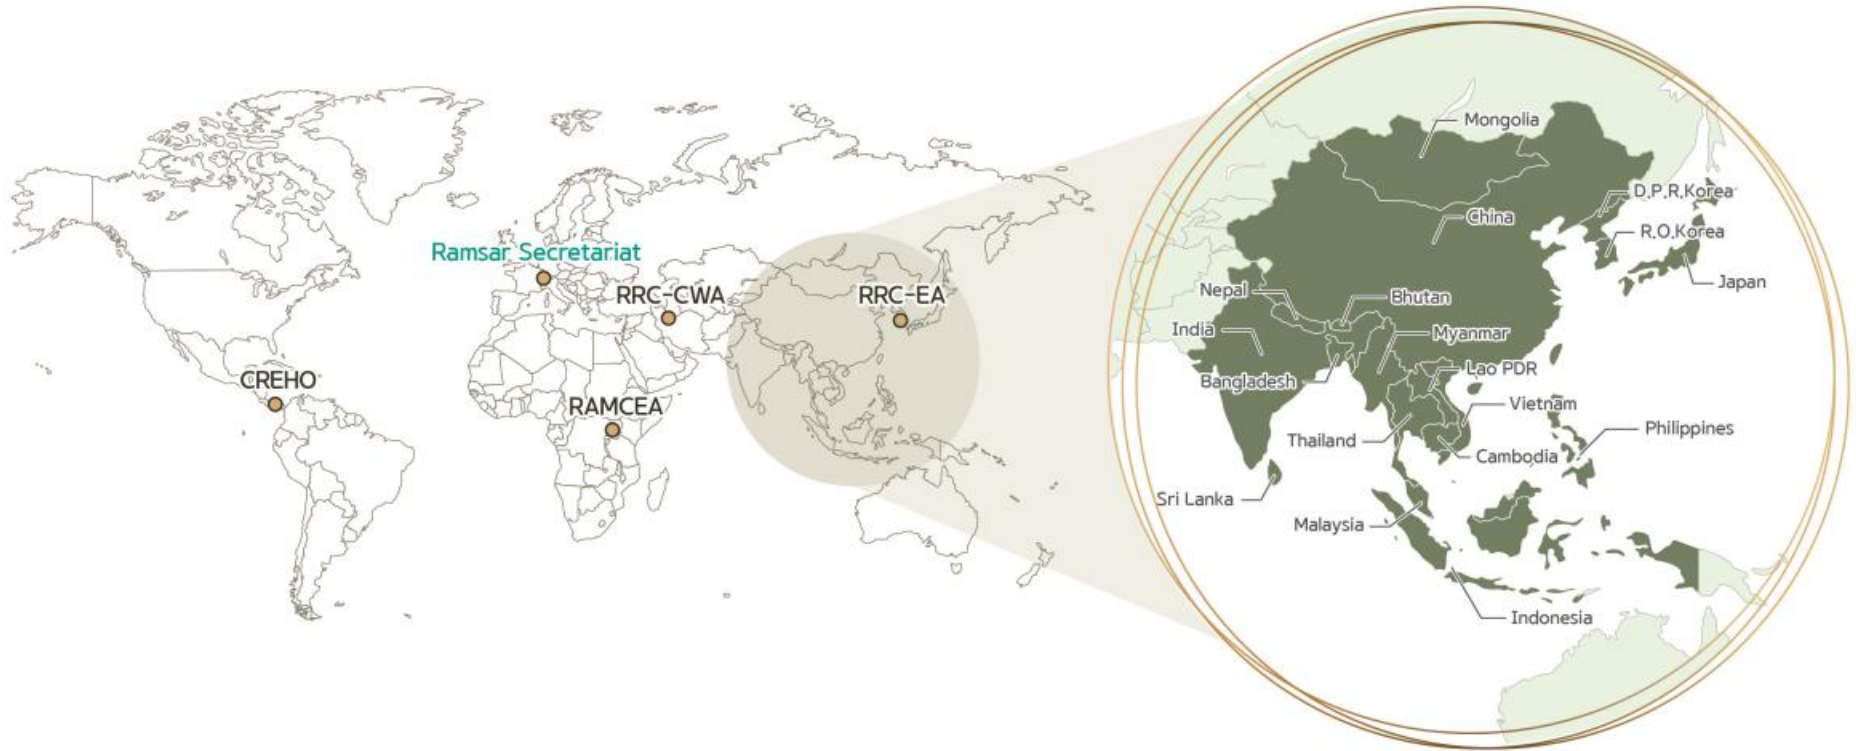 Ramsar Secretariat
RRC-CWA
RRC-EA
CREHO
RAMCEA
Mongolia
D.P.R.Korea
China
R.O.Korea
Japan
Nepal
Bhutan
India
Myanmar
Lao PDR
Bangladesh
Vietnam
Philippines
Thailand
Cambodia
Sri Lanka
Malaysia
Indonesia